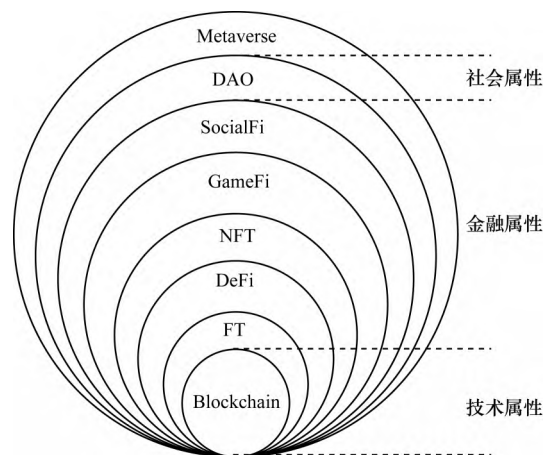 Metaverse
DAO
社会属性
SocialFi
GameFi
金融属性
NFT
DeFi
FT
Blockchain
技术属性